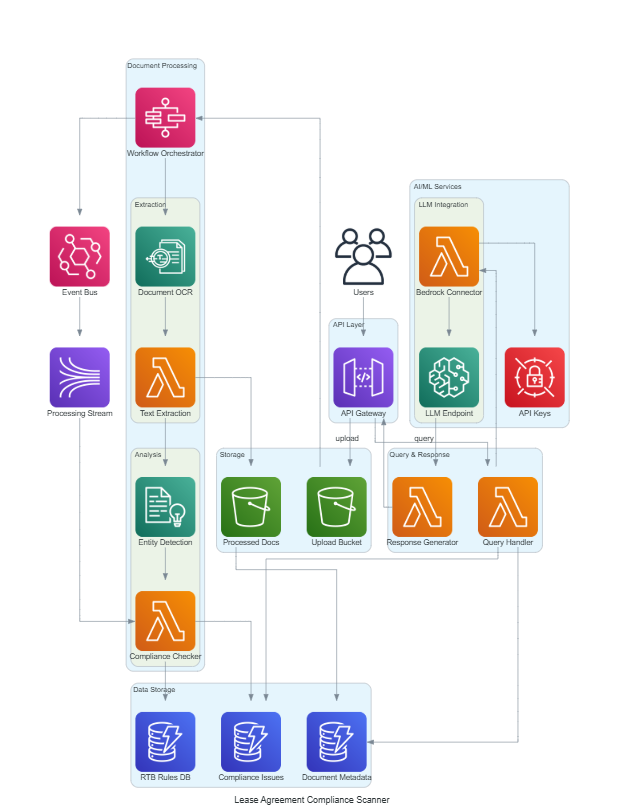 Document Processing
Workflow Orchestrator
AI/ML Services
Extraction
LLM Integration
Event Bus
Document OCR
Users
Bedrock Connector
API Layer
Processing Stream
Text Extraction
API Gateway
LLM Endpoint
API Keys
upload
query
Analysis
Storage
Query & Response
Entity Detection
Processed Docs
Upload Bucket
Response Generator
Query Handler
Compliance Checker
Data Storage
RTB Rules DB
Compliance Issues
Document Metadata
Lease Agreement Compliance Scanner